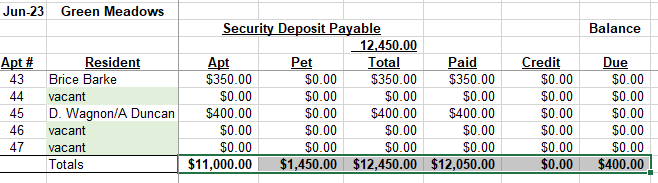 Jun-23 Green Meadows
Security Deposit Payable Balance
12,450.00
Apt # Resident Apt Pet Total Paid Credit Due
43 Brice Barke $350.00 $0.00 $350.00 $350.00 $0.00 $0.00
44 vacant $0.00 $0.00 $0.00 $0.00 $0.00 $0.00
45 D. Wagnon/A Duncan $400.00 $0.00 $400.00 $400.00 $0.00 $0.00
46 vacant $0.00 $0.00 $0.00 $0.00 $0.00 $0.00
47 vacant $0.00 $0.00 $0.00 $0.00 $0.00 $0.00
Totals $11,000.00 $1,450.00 $12,450.00 $12,050.00 $0.00 $400.00